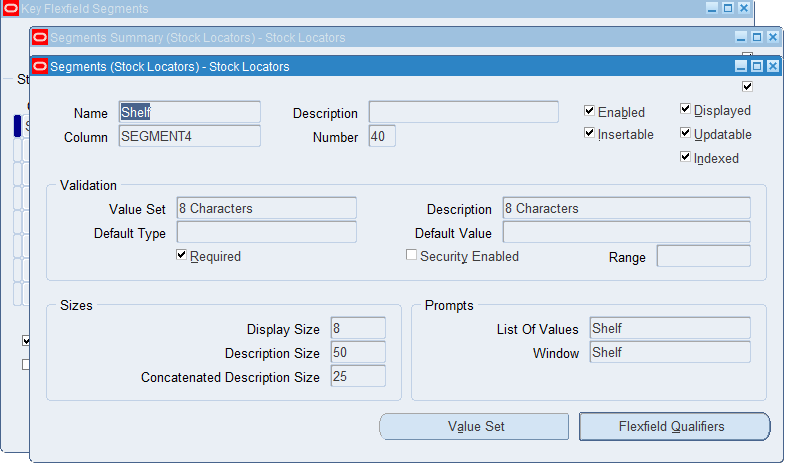 Key Flexfield Segments
Segments Summary (Stock Locators) - Stock Locators
Segments (Stock Locators) - Stock Locators
Name Shelf Description Enabled Displayed
Column SEGMENT4 Number 40 Insertable Updatable
Indexed
Validation
Value Set 8 Characters Description 8 Characters
Default Type Default Value
Required Security Enabled Range
Sizes Prompts
Display Size 8 List Of Values Shelf
Description Size 50 Window Shelf
Concatenated Description Size 25
Value Set Flexfield Qualifiers